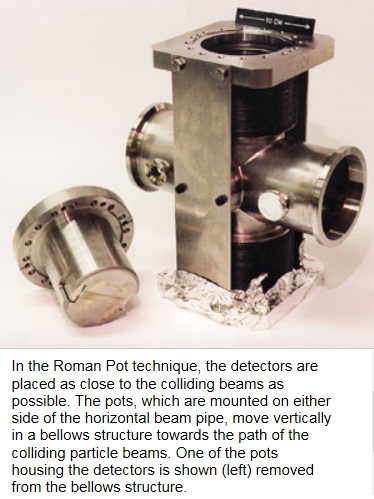 10 CM
In the Roman Pot technique, the detectors are
placed as close to the colliding beams as
possible. The pots, which are mounted on either
side of the horizontal beam pipe, move vertically
in a bellows structure towards the path of the
colliding particle beams. One of the pots
housing the detectors is shown (left) removed
from the bellows structure.